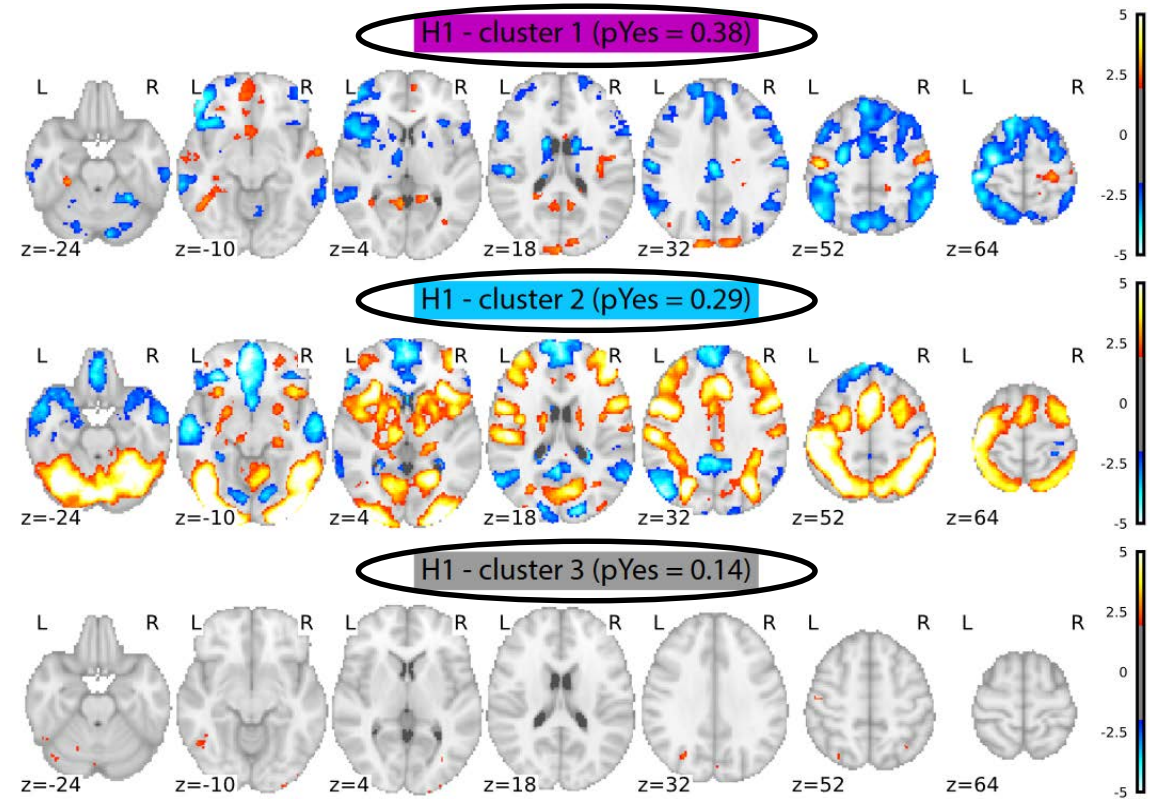 H1 - cluster 1 (pYes = 0.38)
L R L R L R L R L R L R L R
z=-24 z=-10 z=4 z=18 z=32 z=52 z=64
5
2.5
0
-2.5
-5
H1 - cluster 2 (pYes = 0.29)
L R L R L R L R L R L R L R
z=-24 z=-10 z=4 z=18 z=32 z=52 z=64
5
2.5
0
-2.5
-5
H1 - cluster 3 (pYes = 0.14)
L R L R L R L R L R L R L R
z=-24 z=-10 z=4 z=18 z=32 z=52 z=64
5
2.5
0
-2.5
-5